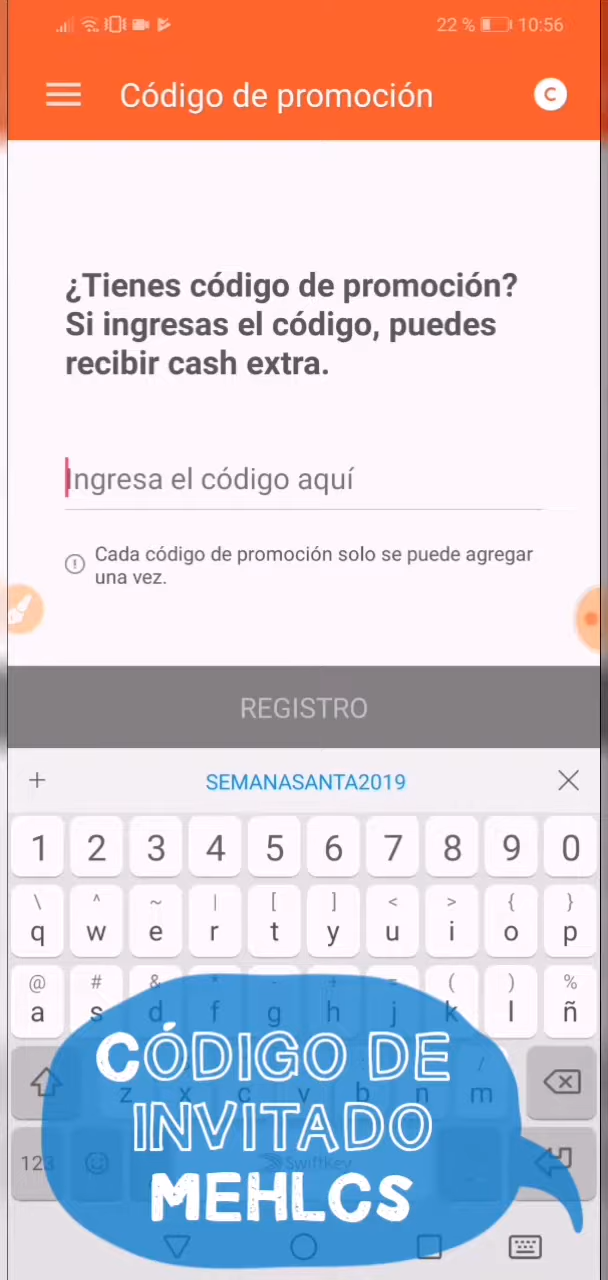 22 % 10:56
Código de promoción
C
¿Tienes código de promoción?
Si ingresas el código, puedes
recibir cash extra.
Ingresa el código aquí
Cada código de promoción solo se puede agregar
una vez.
REGISTRO
+ SEMANASANTA2019
1 2 3 4 5 6 7 8 9 0
\ ^ ~ | [ ] < > { }
q w e r t y u i o p
@ # & * - + = ( ) %
a s d f g h j k l ñ
/
z x c v b n m
123 SwiftKey
CÓDIGO DE
INVITADO
MEHLCS